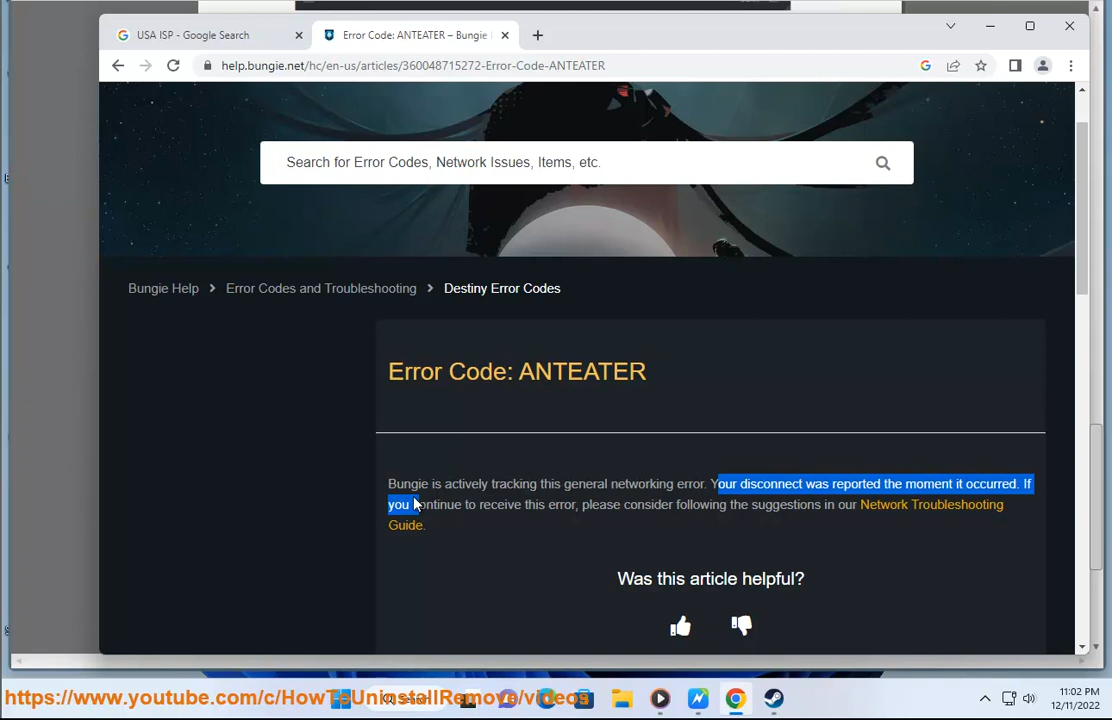 USA ISP - Google Search
Error Code: ANTEATER – Bungie
help.bungie.net/hc/en-us/articles/360048715272-Error-Code-ANTEATER
Search for Error Codes, Network Issues, Items, etc.
Bungie Help > Error Codes and Troubleshooting > Destiny Error Codes
Error Code: ANTEATER
Bungie is actively tracking this general networking error. Your disconnect was reported the moment it occurred. If
you continue to receive this error, please consider following the suggestions in our Network Troubleshooting
Guide.
Was this article helpful?
https://www.youtube.com/c/HowToUninstallRemove/videos
11:02 PM
12/11/2022